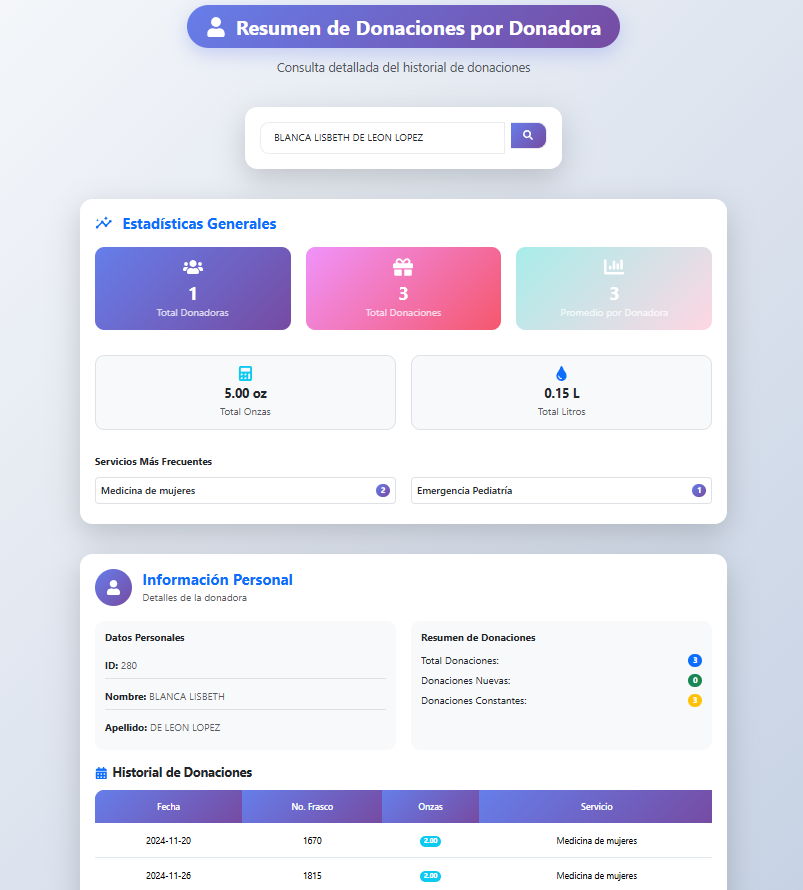 Resumen de Donaciones por Donadora
Consulta detallada del historial de donaciones
BLANCA LISBETH DE LEON LOPEZ
Estadísticas Generales
1
Total Donadoras
3
Total Donaciones
3
Promedio por Donadora
5.00 oz
Total Onzas
0.15 L
Total Litros
Servicios Más Frecuentes
Medicina de mujeres 2
Emergencia Pediatría 1
Información Personal
Detalles de la donadora
Datos Personales
ID: 280
Nombre: BLANCA LISBETH
Apellido: DE LEON LOPEZ
Resumen de Donaciones
Total Donaciones: 3
Donaciones Nuevas: 0
Donaciones Constantes: 3
Historial de Donaciones
Fecha No. Frasco Onzas Servicio
2024-11-20 1670 2.00 Medicina de mujeres
2024-11-26 1815 2.00 Medicina de mujeres